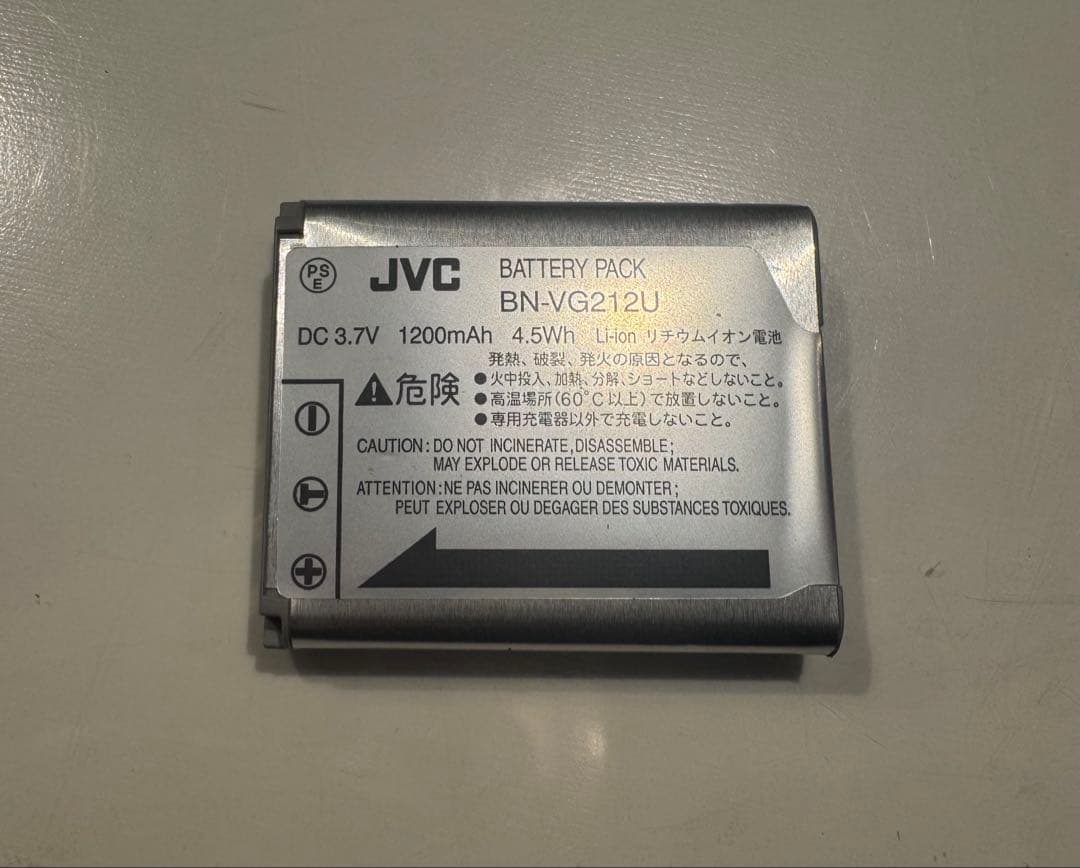 PSE
JVC BATTERY PACK
BN-VG212U
DC 3.7V 1200mAh 4.5Wh Li-ion リチウムイオン電池
発熱、破裂、発火の原因となるので、
危険 ●火中投入、加熱、分解、ショートなどしないこと。
●高温場所(60°C以上)で放置しないこと。
●専用充電器以外で充電しないこと。
CAUTION: DO NOT INCINERATE, DISASSEMBLE;
MAY EXPLODE OR RELEASE TOXIC MATERIALS.
ATTENTION: NE PAS INCINERER OU DEMONTER;
PEUT EXPLOSER OU DEGAGER DES SUBSTANCES TOXIQUES.
T
+